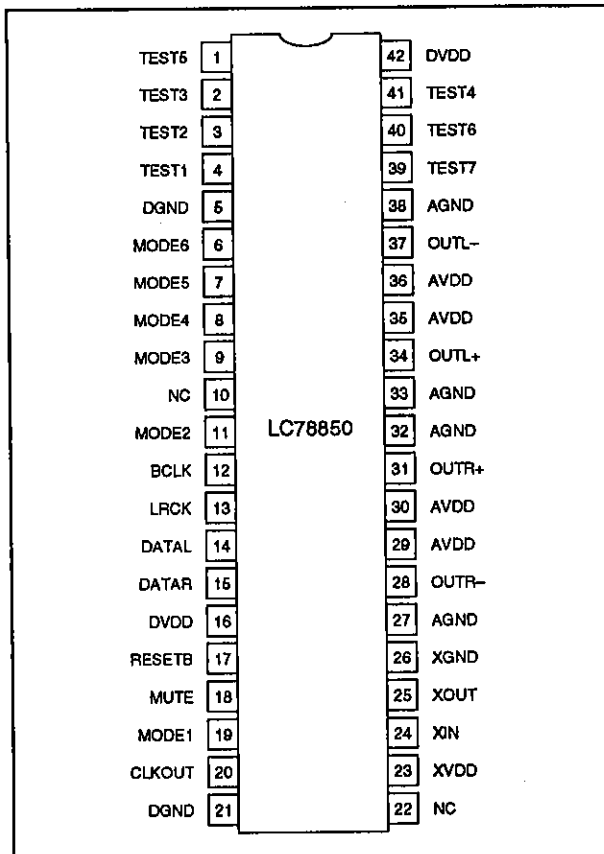 TEST5 1 42 DVDD
TEST3 2 41 TEST4
TEST2 3 40 TEST6
TEST1 4 39 TEST7
DGND 5 38 AGND
MODE6 6 37 OUTL–
MODE5 7 36 AVDD
MODE4 8 35 AVDD
MODE3 9 34 OUTL+
NC 10 33 AGND
MODE2 11 LC78850 32 AGND
BCLK 12 31 OUTR+
LRCK 13 30 AVDD
DATAL 14 29 AVDD
DATAR 15 28 OUTR–
DVDD 16 27 AGND
RESETB 17 26 XGND
MUTE 18 25 XOUT
MODE1 19 24 XIN
CLKOUT 20 23 XVDD
DGND 21 22 NC